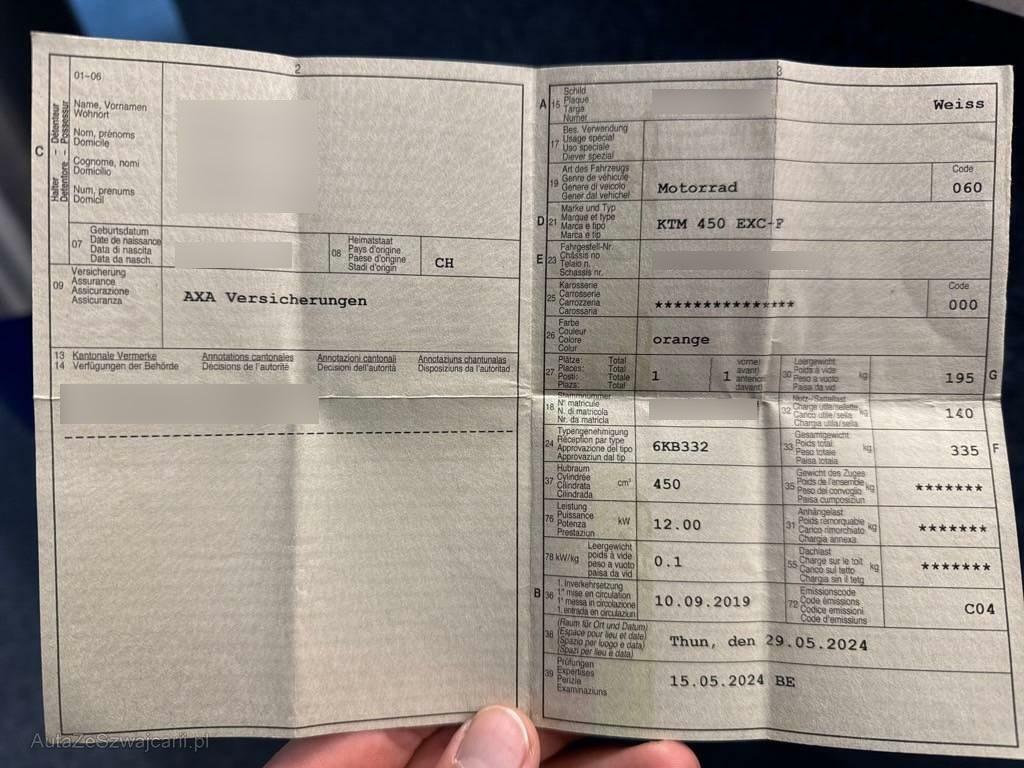 2
01–06
Halter - Détenteur
Detentore - Possessur
C
Name, Vornamen
Wohnort
Nom, prénoms
Domicile
Cognome, nomi
Domicilio
Num, prenums
Domicil
07
Geburtsdatum
Date de naissance
Data di nascita
Data da nasch.
08
Heimatstaat
Pays d'origine
Paese d'origine
Stadi d'origin
CH
09
Versicherung
Assurance
Assicurazione
Assicuranza
AXA Versicherungen
13 Kantonale Vermerke Annotations cantonales Annotazioni cantonali Annotaziuns chantunalas
14 Verfügungen der Behörde Décisions de l'autorité Decisioni dell'autorità Disposiziuns da l'autoritad
3
A 15
Schild
Plaque
Targa
Numer
Weiss
17
Bes. Verwendung
Usage spécial
Uso speciale
Diever spezial
19
Art des Fahrzeugs
Genre de véhicule
Genere di veicolo
Gener dal vehichel
Motorrad
Code
060
D 21
Marke und Typ
Marque et type
Marca e tipo
Marca e tip
KTM 450 EXC-F
E 23
Fahrgestell-Nr.
Châssis no
Telaio n.
Schassis nr.
25
Karosserie
Carrosserie
Carrozzeria
Carossaria
***************
Code
000
26
Farbe
Couleur
Colore
Colur
orange
27
Plätze: Total
Places: Total
Posti: Totale
Plazs: Total
1
1
vorne)
avant)
anteriori
davant)
30
Leergewicht
Poids à vide
Peso a vuoto
Paisa da vid
kg
195
G
18
Stammnummer
N° matricule
N. di matricola
Nr. da matricla
32
Nutz-/Sattellast
Charge utile/sellette
Carico utile/sella
Chargia utila/sella
kg
140
24
Typengenehmigung
Réception par type
Approvazione del tipo
Approvaziun dal tip
6KB332
33
Gesamtgewicht
Poids total
Peso totale
Paisa totala
kg
335
F
37
Hubraum
Cylindrée
Cilindrata
Cilindrada
cm³
450
35
Gewicht des Zuges
Poids de l'ensemble
Peso del convoglio
Paisa cumposiziun
kg
*******
76
Leistung
Puissance
Potenza
Prestaziun
kW
12.00
31
Anhängelast
Poids remorquable
Carico rimorchiato
Chargia annexa
kg
*******
78 kW/kg
Leergewicht
poids à vide
peso a vuoto
paisa da vid
0.1
55
Dachlast
Charge sur le toit
Carico sul tetto
Chargia sin il tetg
kg
*******
B 36
1. Inverkehrsetzung
1re mise en circulation
1a messa in circolazione
1. entrada en circulaziun
10.09.2019
72
Emissionscode
Code émissions
Codice emissioni
Code d'emissiuns
C04
38
(Raum für Ort und Datum)
(Espace pour lieu et date)
(Spazio per luogo e data)
(Spazi per lieu e data)
Thun, den 29.05.2024
39
Prüfungen
Expertises
Perizie
Examinaziuns
15.05.2024 BE
AutaZeSzwajcarii.pl